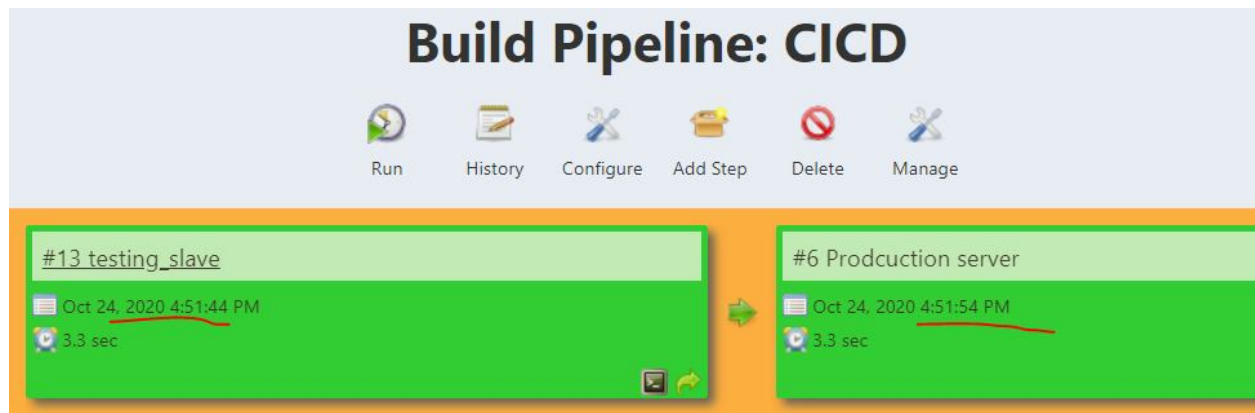 Build Pipeline: CICD
Run History Configure Add Step Delete Manage
#13 testing_slave
Oct 24, 2020 4:51:44 PM
3.3 sec
#6 Prodcuction server
Oct 24, 2020 4:51:54 PM
3.3 sec